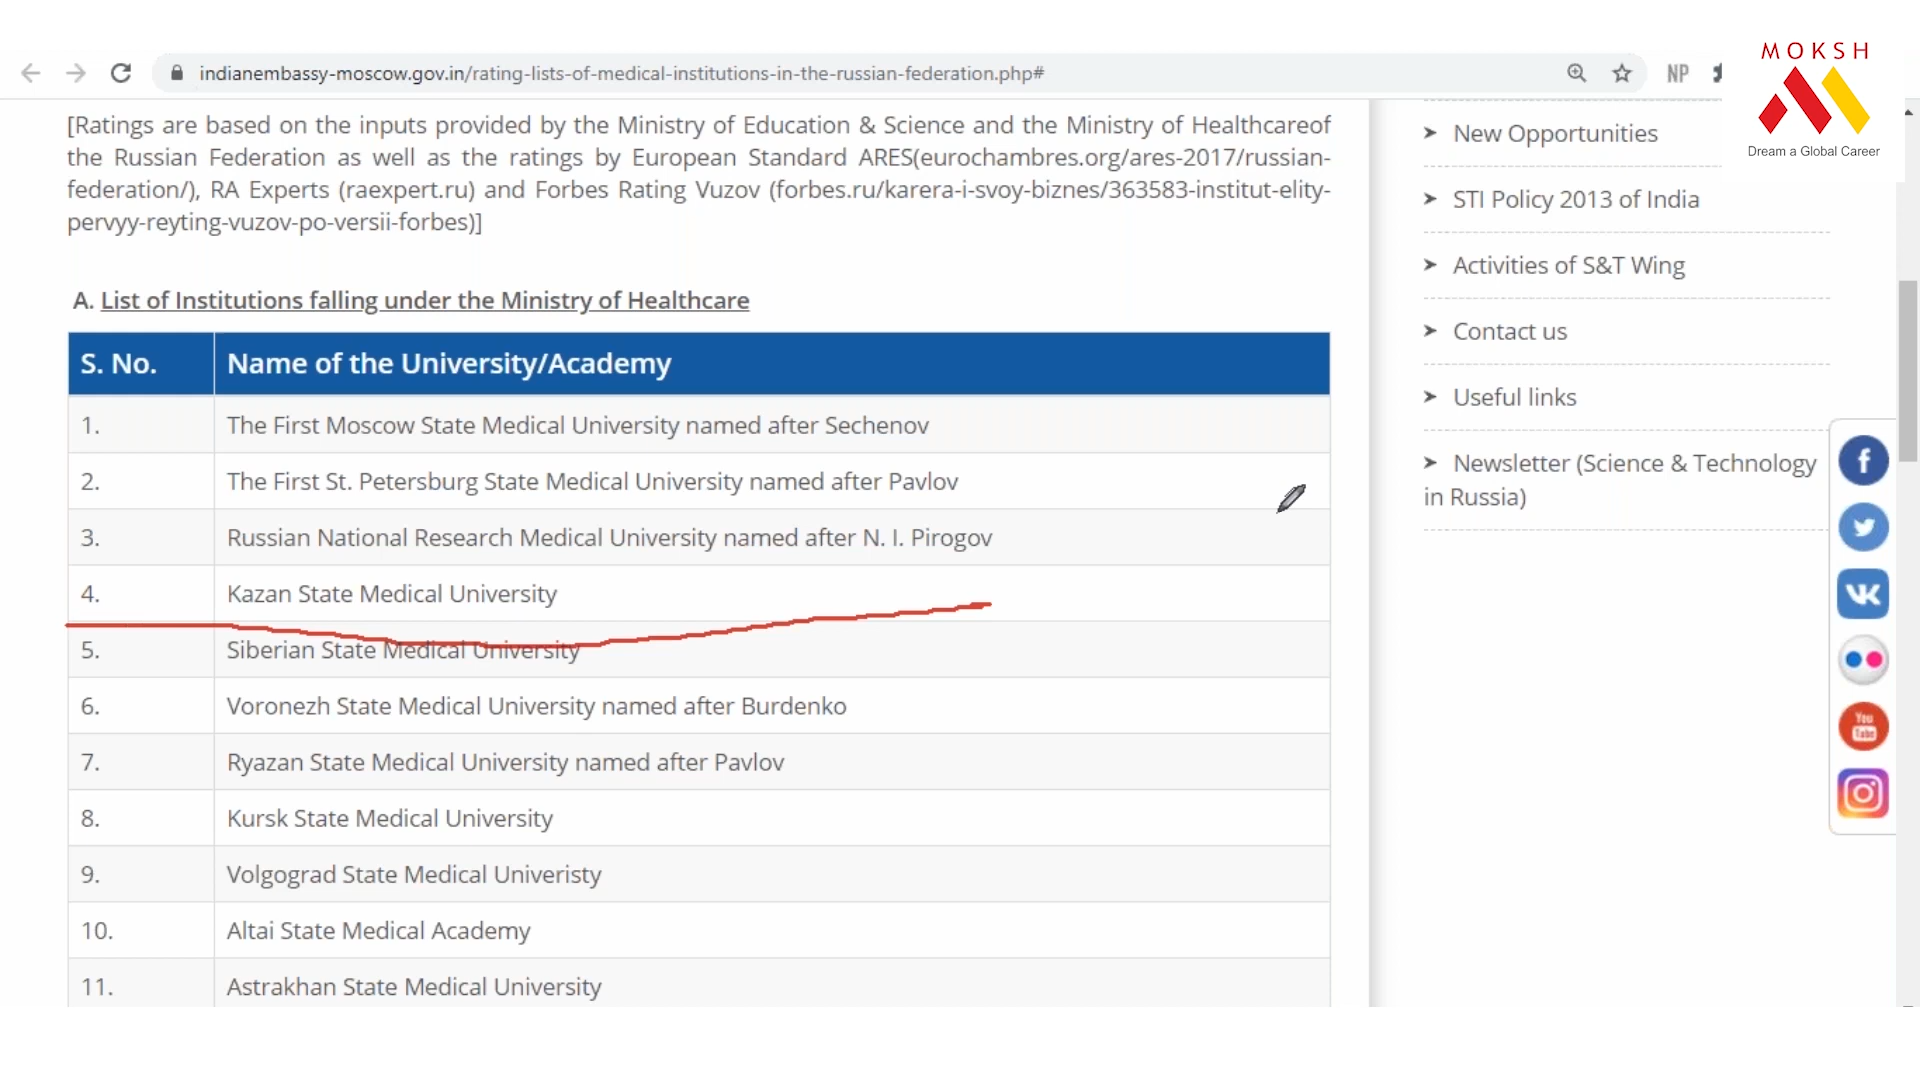 indianembassy-moscow.gov.in/rating-lists-of-medical-institutions-in-the-russian-federation.php#
NP
MOKSH
Dream a Global Career
[Ratings are based on the inputs provided by the Ministry of Education & Science and the Ministry of Healthcareof
the Russian Federation as well as the ratings by European Standard ARES(eurochambres.org/ares-2017/russian-
federation/), RA Experts (raexpert.ru) and Forbes Rating Vuzov (forbes.ru/karera-i-svoy-biznes/363583-institut-elity-
pervyy-reyting-vuzov-po-versii-forbes)]
A. List of Institutions falling under the Ministry of Healthcare
S. No. Name of the University/Academy
1. The First Moscow State Medical University named after Sechenov
2. The First St. Petersburg State Medical University named after Pavlov
3. Russian National Research Medical University named after N. I. Pirogov
4. Kazan State Medical University
5. Siberian State Medical University
6. Voronezh State Medical University named after Burdenko
7. Ryazan State Medical University named after Pavlov
8. Kursk State Medical University
9. Volgograd State Medical Univeristy
10. Altai State Medical Academy
11. Astrakhan State Medical University
New Opportunities
STI Policy 2013 of India
Activities of S&T Wing
Contact us
Useful links
Newsletter (Science & Technology
in Russia)
You
Tube